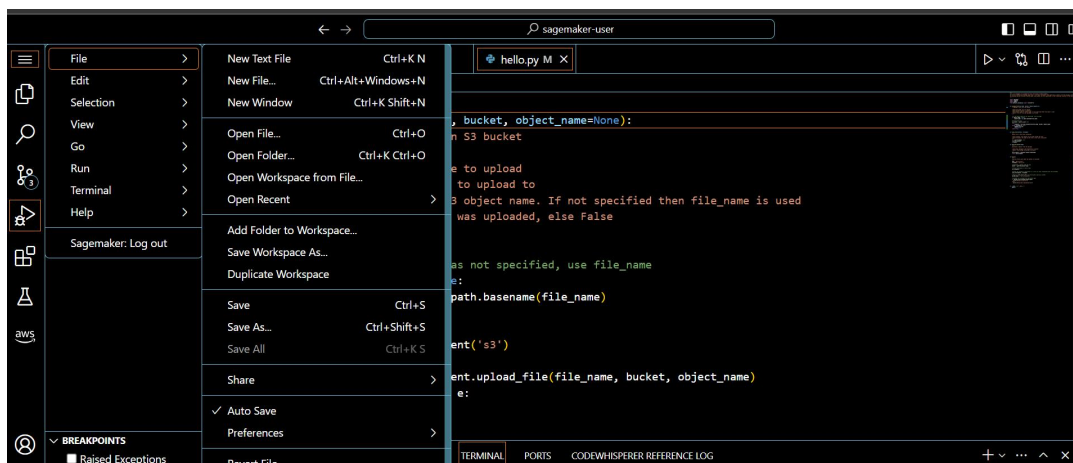 sagemaker-user
File
Edit
Selection
View
Go
Run
Terminal
Help
Sagemaker: Log out
3
aws
New Text File Ctrl+K N
New File... Ctrl+Alt+Windows+N
New Window Ctrl+K Shift+N
Open File... Ctrl+O
Open Folder... Ctrl+K Ctrl+O
Open Workspace from File...
Open Recent
Add Folder to Workspace...
Save Workspace As...
Duplicate Workspace
Save Ctrl+S
Save As... Ctrl+Shift+S
Save All Ctrl+K S
Share
Auto Save
Preferences
Revert File
hello.py M
, bucket, object_name=None):
n S3 bucket
e to upload
to upload to
3 object name. If not specified then file_name is used
was uploaded, else False
as not specified, use file_name
e:
path.basename(file_name)
ent('s3')
ent.upload_file(file_name, bucket, object_name)
e:
BREAKPOINTS
Raised Exceptions
TERMINAL PORTS CODEWHISPERER REFERENCE LOG